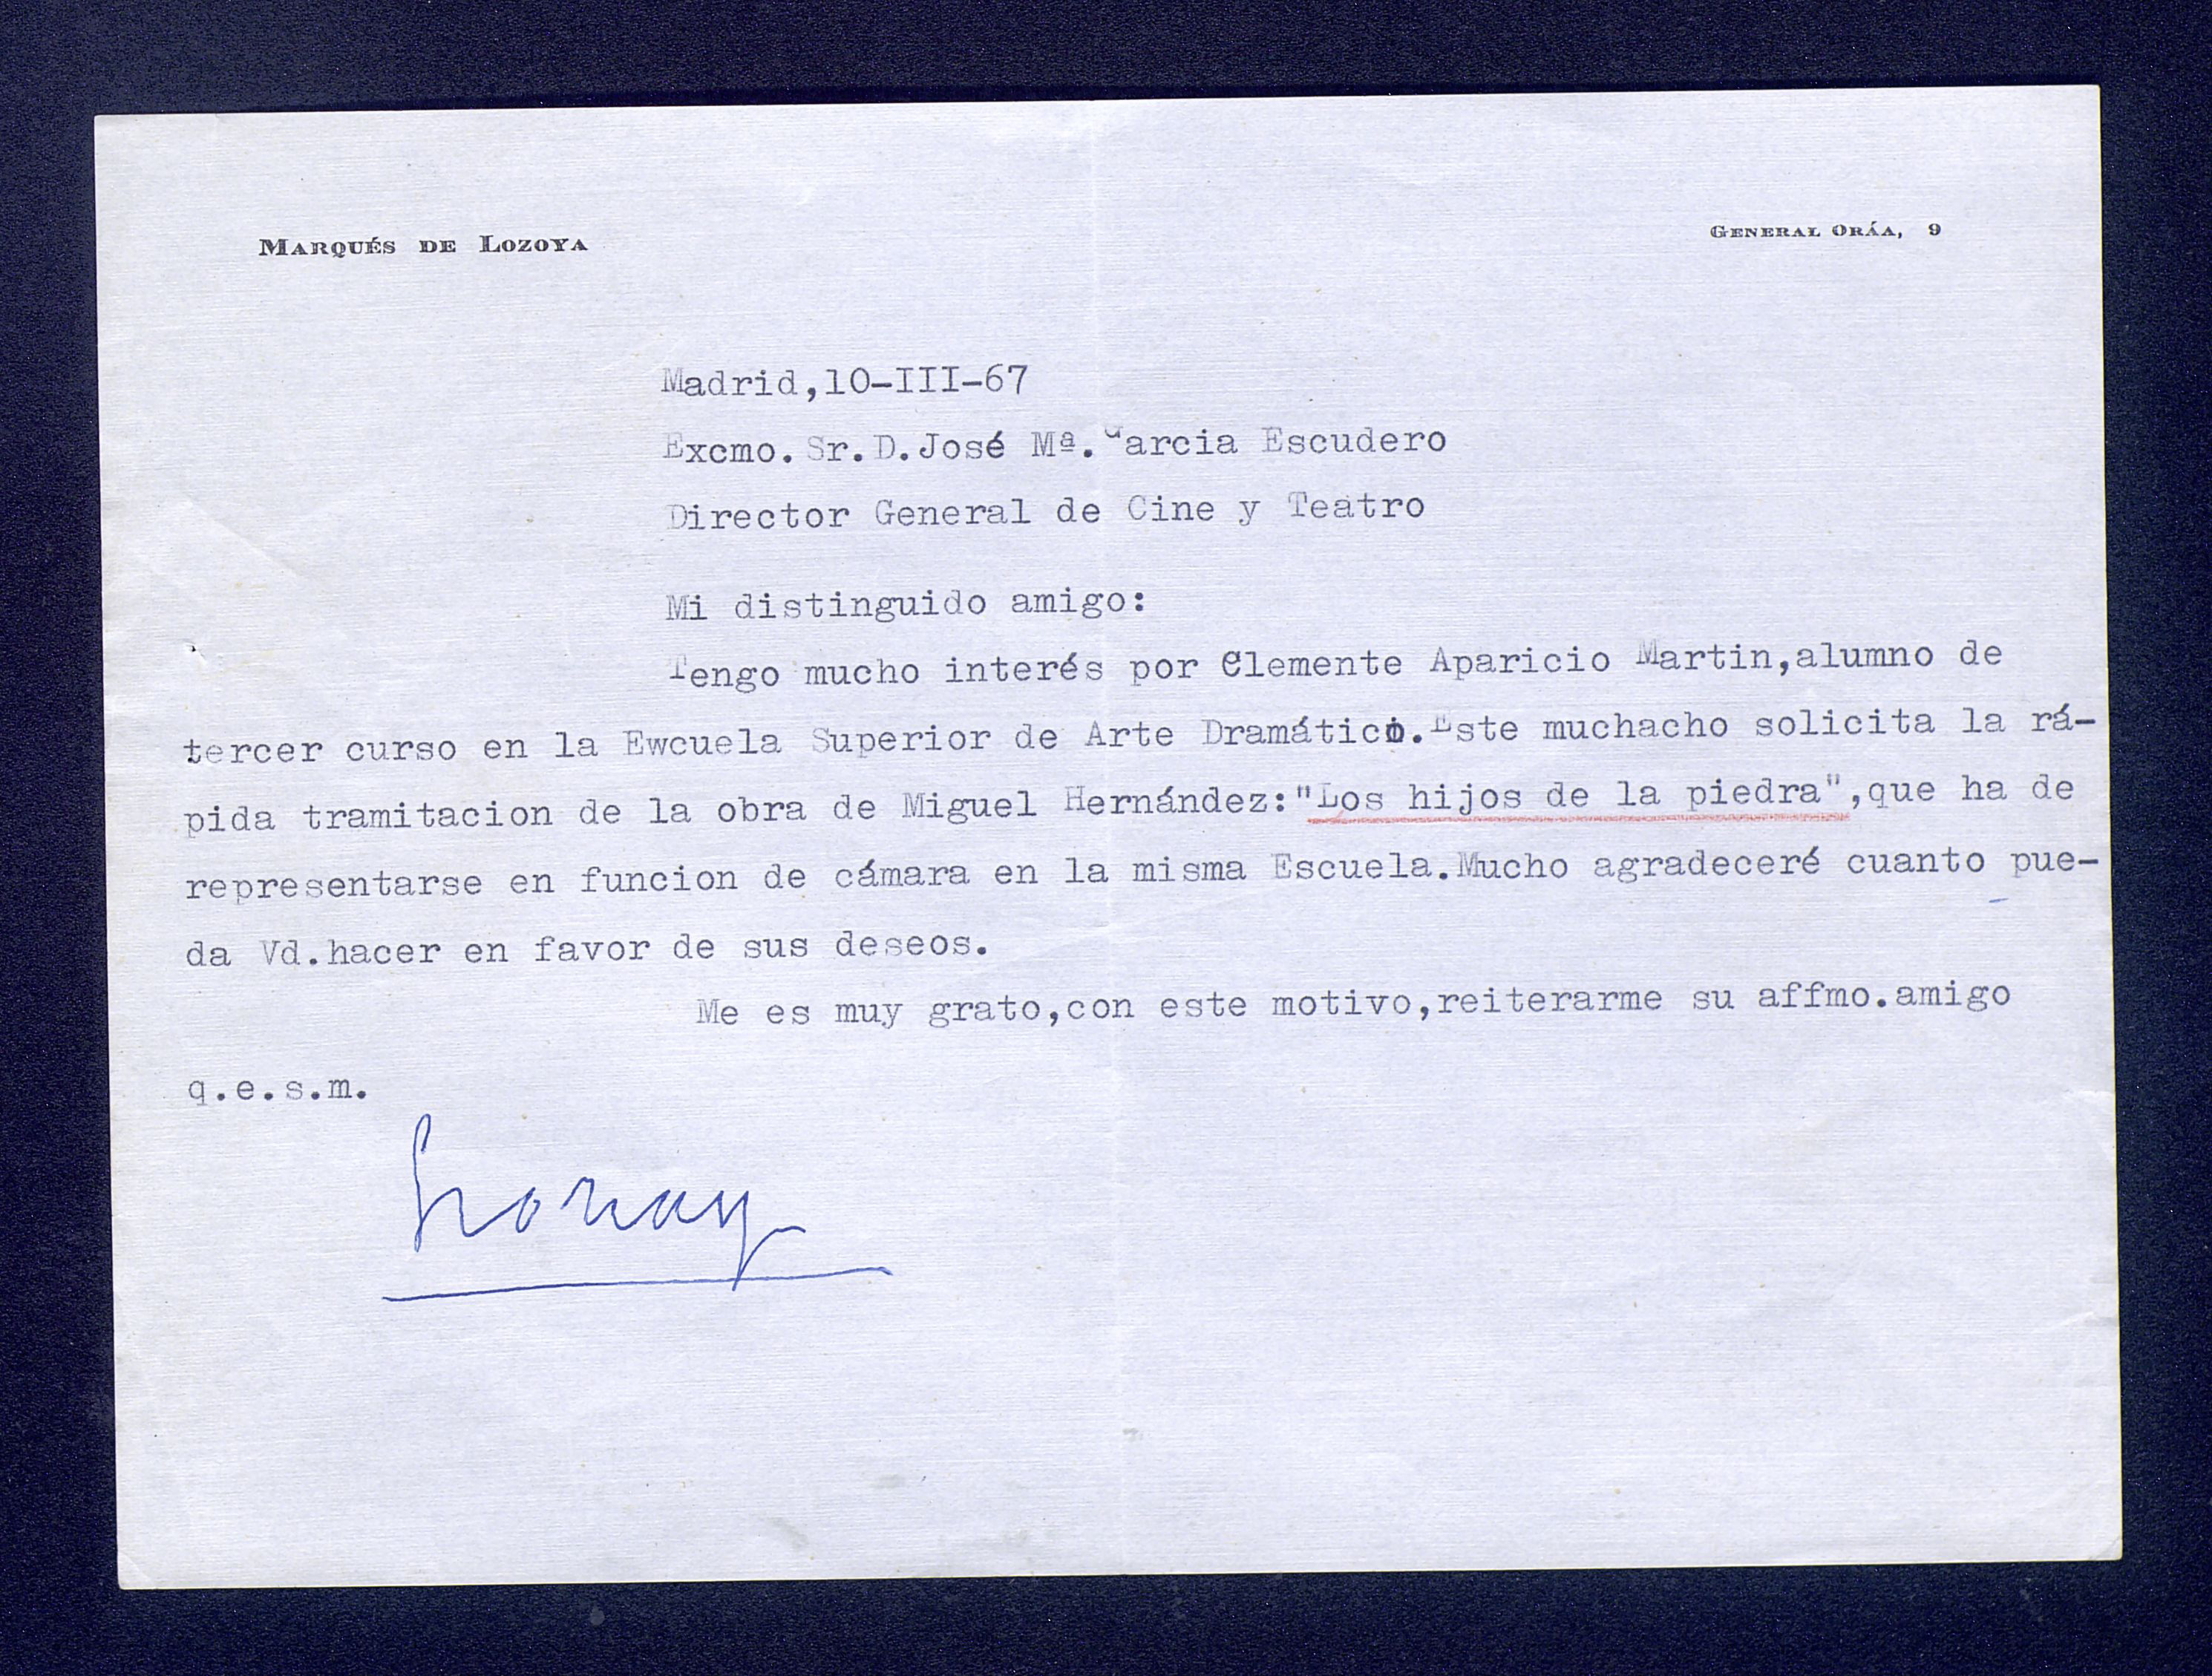 Marqués de Lozoya
General Oráa, 9
Madrid,10-III-67
Excmo. Sr. D. José Mª. Garcia Escudero
Director General de Cine y Teatro
Mi distinguido amigo:
Tengo mucho interés por Clemente Aparicio Martin,alumno de
tercer curso en la Ewcuela Superior de Arte Dramático.Este muchacho solicita la rá-
pida tramitacion de la obra de Miguel Hernández:"Los hijos de la piedra",que ha de
representarse en funcion de cámara en la misma Escuela.Mucho agradeceré cuanto pue-
da Vd.hacer en favor de sus deseos.
Me es muy grato,con este motivo,reiterarme su affmo.amigo
q.e.s.m.